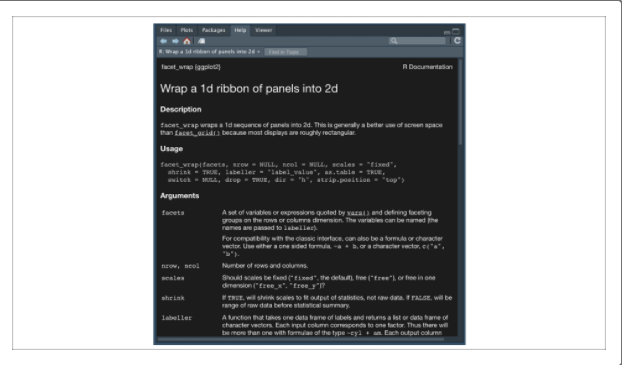 Files Plots Packages Help Viewer
R: Wrap a 1d ribbon of panels into 2d Find in Topic
facet_wrap {ggplot2} R Documentation
Wrap a 1d ribbon of panels into 2d
Description
facet_wrap wraps a 1d sequence of panels into 2d. This is generally a better use of screen space
than facet_grid() because most displays are roughly rectangular.
Usage
facet_wrap(facets, nrow = NULL, ncol = NULL, scales = "fixed",
shrink = TRUE, labeller = "label_value", as.table = TRUE,
switch = NULL, drop = TRUE, dir = "h", strip.position = "top")
Arguments
facets A set of variables or expressions quoted by vars() and defining faceting
groups on the rows or columns dimension. The variables can be named (the
names are passed to labeller).
For compatibility with the classic interface, can also be a formula or character
vector. Use either a one sided formula, ~a + b, or a character vector, c("a",
"b").
nrow, ncol Number of rows and columns.
scales Should scales be fixed ("fixed", the default), free ("free"), or free in one
dimension ("free_x", "free_y")?
shrink If TRUE, will shrink scales to fit output of statistics, not raw data. If FALSE, will be
range of raw data before statistical summary.
labeller A function that takes one data frame of labels and returns a list or data frame of
character vectors. Each input column corresponds to one factor. Thus there will
be more than one with formulae of the type ~cyl + am. Each output column